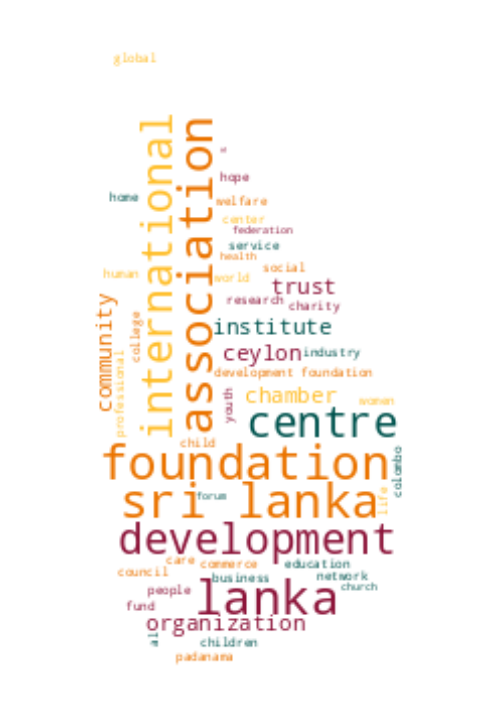 global
international
association
hope
home
welfare
center
federation
service
health
social
human
world
trust
research
charity
community
college
institute
ceylon
industry
professional
development foundation
youth
chamber
women
centre
child
foundation
colombo
sri lanka
forum
life
development
care
commerce
education
council
business
network
people
lanka
church
fund
organization
al
children
padanama